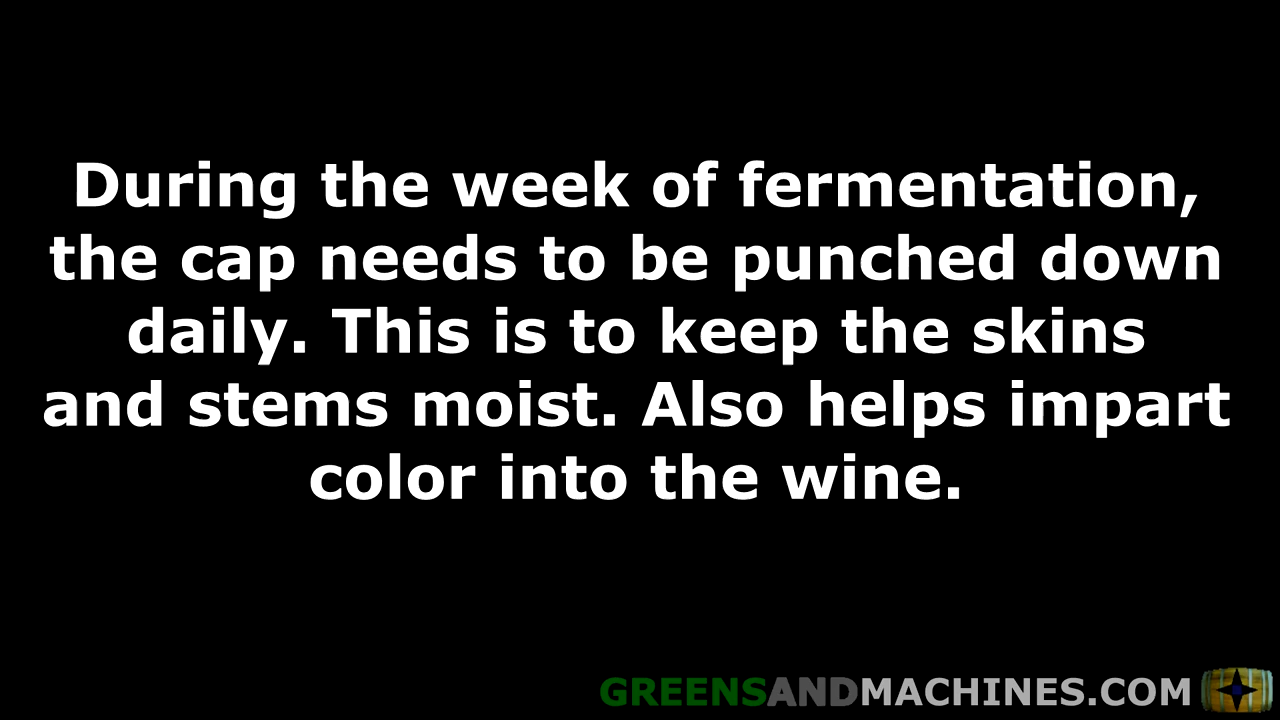 During the week of fermentation,
the cap needs to be punched down
daily. This is to keep the skins
and stems moist. Also helps impart
color into the wine.
GREENSANDMACHINES.COM